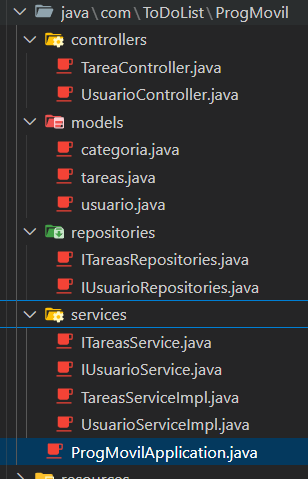 java\com\ToDoList\ProgMovil
controllers
TareaController.java
UsuarioController.java
models
categoria.java
tareas.java
usuario.java
repositories
ITareasRepositories.java
IUsuarioRepositories.java
services
ITareasService.java
IUsuarioService.java
TareasServiceImpl.java
UsuarioServiceImpl.java
ProgMovilApplication.java
resources